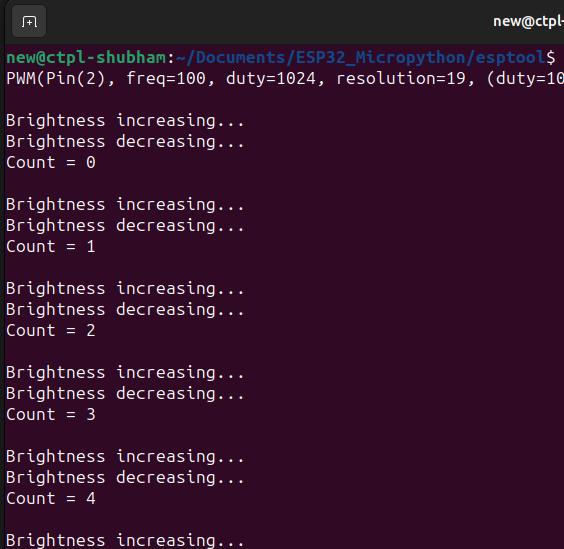 new@ctpl-
new@ctpl-shubham:~/Documents/ESP32_Micropython/esptool$
PWM(Pin(2), freq=100, duty=1024, resolution=19, (duty=10
Brightness increasing...
Brightness decreasing...
Count = 0
Brightness increasing...
Brightness decreasing...
Count = 1
Brightness increasing...
Brightness decreasing...
Count = 2
Brightness increasing...
Brightness decreasing...
Count = 3
Brightness increasing...
Brightness decreasing...
Count = 4
Brightness increasing...